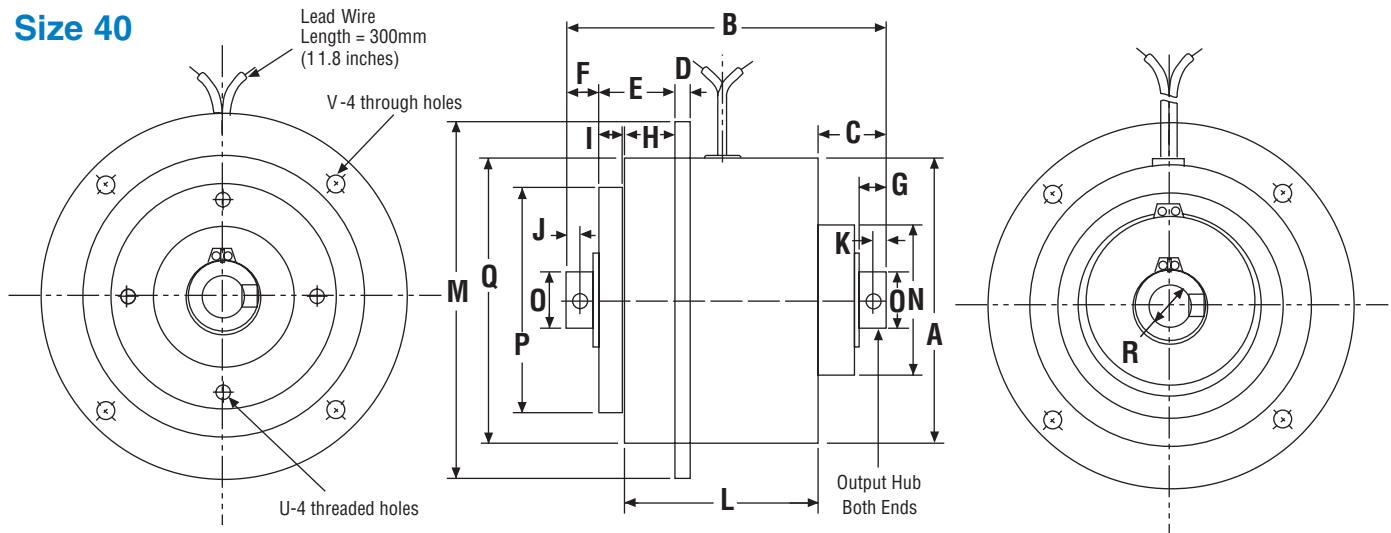 Size 40
Lead Wire
Length = 300mm
(11.8 inches)
V-4 through holes
U-4 threaded holes
B
D
F
E
I
H
C
G
J
K
M
Q
O
P
O
N
A
L
Output Hub
Both Ends
R